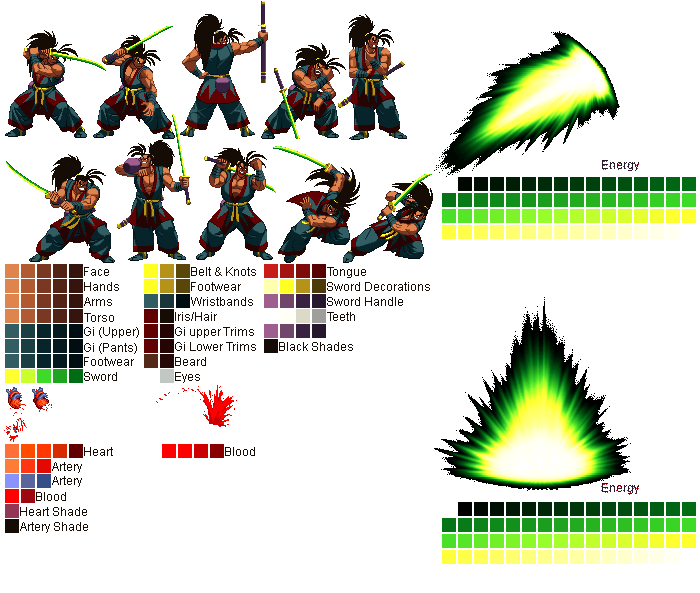 Energy
Face
Hands
Arms
Torso
Gi (Upper)
Gi (Pants)
Footwear
Sword
Belt & Knots
Footwear
Wristbands
Iris/Hair
Gi upper Trims
Gi Lower Trims
Beard
Eyes
Tongue
Sword Decorations
Sword Handle
Teeth
Black Shades
Heart
Artery
Artery
Blood
Heart Shade
Artery Shade
Blood
Energy